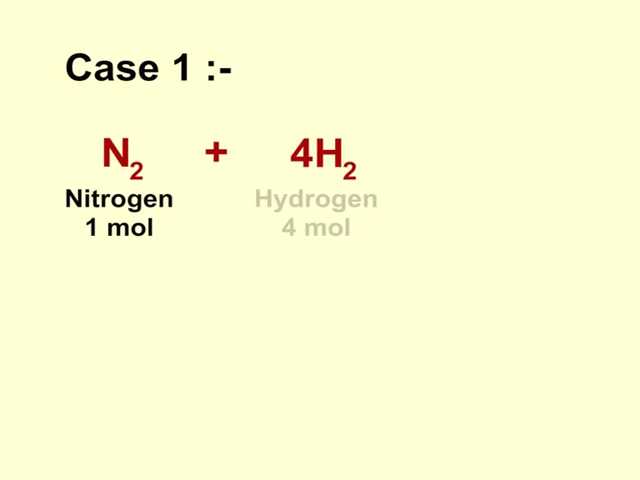 Case 1 :-
N₂ + 4H₂
Nitrogen Hydrogen
1 mol 4 mol